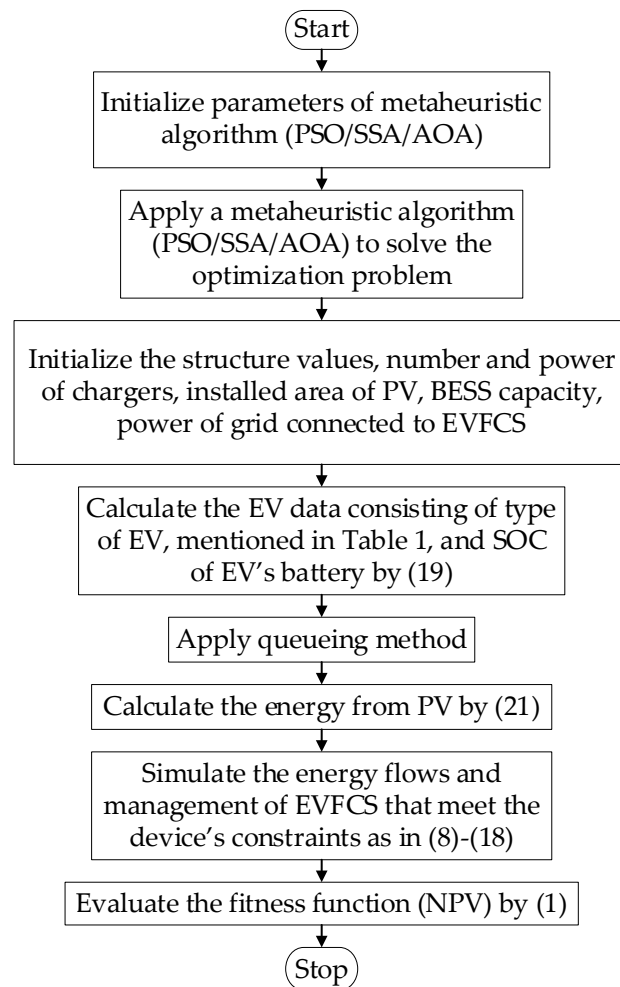 Start
Initialize parameters of metaheuristic
algorithm (PSO/SSA/AOA)
Apply a metaheuristic algorithm
(PSO/SSA/AOA) to solve the
optimization problem
Initialize the structure values, number and power
of chargers, installed area of PV, BESS capacity,
power of grid connected to EVFCS
Calculate the EV data consisting of type
of EV, mentioned in Table 1, and SOC
of EV's battery by (19)
Apply queueing method
Calculate the energy from PV by (21)
Simulate the energy flows and
management of EVFCS that meet the
device's constraints as in (8)-(18)
Evaluate the fitness function (NPV) by (1)
Stop